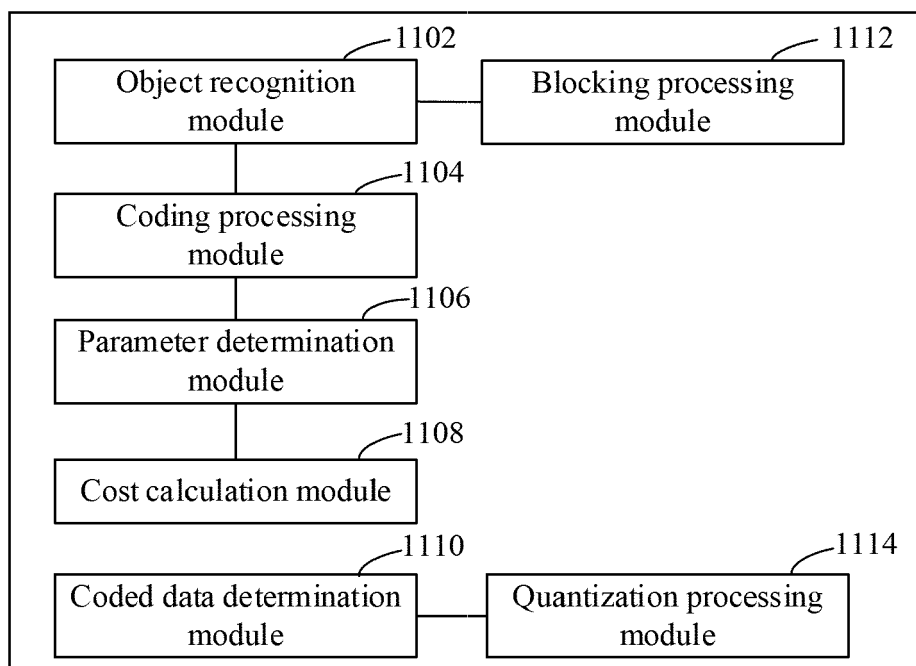 1102
Object recognition
module
1112
Blocking processing
module
1104
Coding processing
module
1106
Parameter determination
module
1108
Cost calculation module
1110
Coded data determination
module
1114
Quantization processing
module